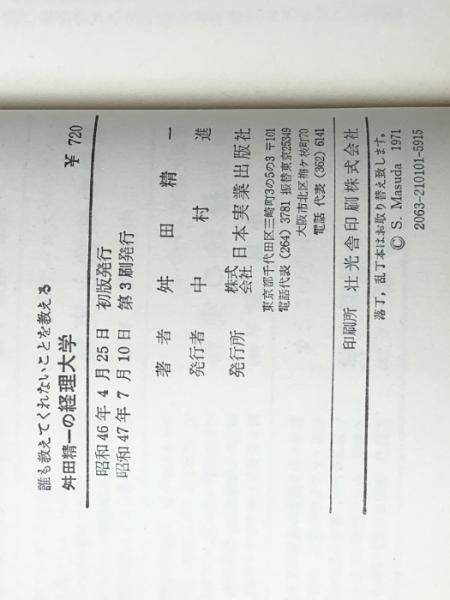 誰も教えてくれないことを教える
舛田精一の経理大学 ¥ 720
昭和46年4月25日 初版発行
昭和47年7月10日 第3刷発行
著者 舛田精一
発行者 中村進
発行所 株式会社 日本実業出版社
東京都千代田区三崎町3の5の3 〒101
電話代表 (264) 3781 振替東京25349
大阪市北区梅ヶ枝町70
電話 代表 (362) 6141
印刷所 壮光舎印刷株式会社
落丁,乱丁本はお取り替え致します。
© S. Masuda 1971
2063-210101-5915